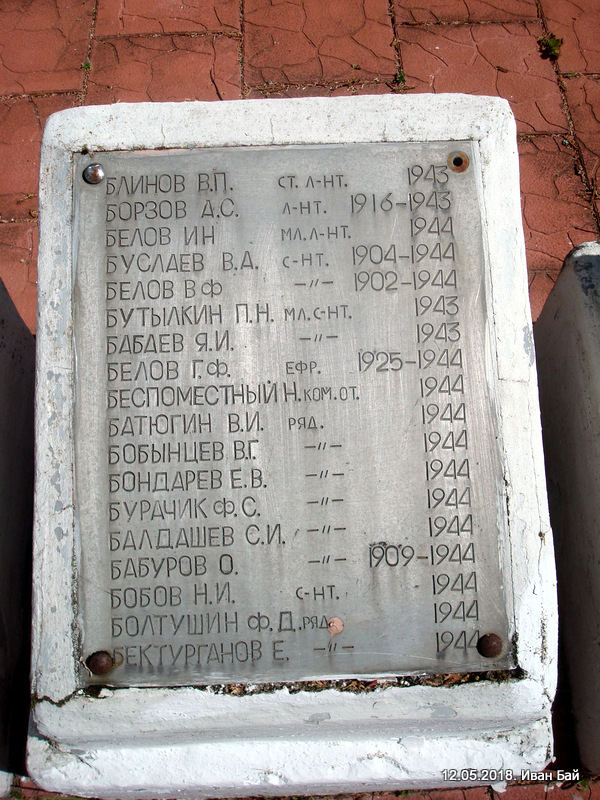 БЛИНОВ В.П. СТ. Л-НТ. 1943
БОРЗОВ А.С. Л-НТ. 1916-1943
БЕЛОВ ИН МЛ. Л-НТ. 1944
БУСЛАЕВ В.Д. С-НТ. 1904-1944
БЕЛОВ В Ф -〃- 1902-1944
БУТЫЛКИН П.Н. МЛ. С-НТ. 1943
БАБАЕВ Я.И. -〃- 1943
БЕЛОВ Г.Ф. ЕФР. 1925-1944
БЕСПОМЕСТНЫЙ Н. КОМ. ОТ. 1944
БАТЮГИН В.И. РЯД. 1944
БОБЫНЦЕВ В.Г. -〃- 1944
БОНДАРЕВ Е.В. -〃- 1944
БУРАЧИК Ф.С. -〃- 1944
БАЛДАШЕВ С.И. -〃- 1944
БАБУРОВ О. -〃- 1909-1944
БОБОВ Н.И. С-НТ. 1944
БОЛТУШИН Ф.Д. РЯД. 1944
БЕКТУРГАНОВ Е. -〃- 1944
12.05.2018. Иван Бай